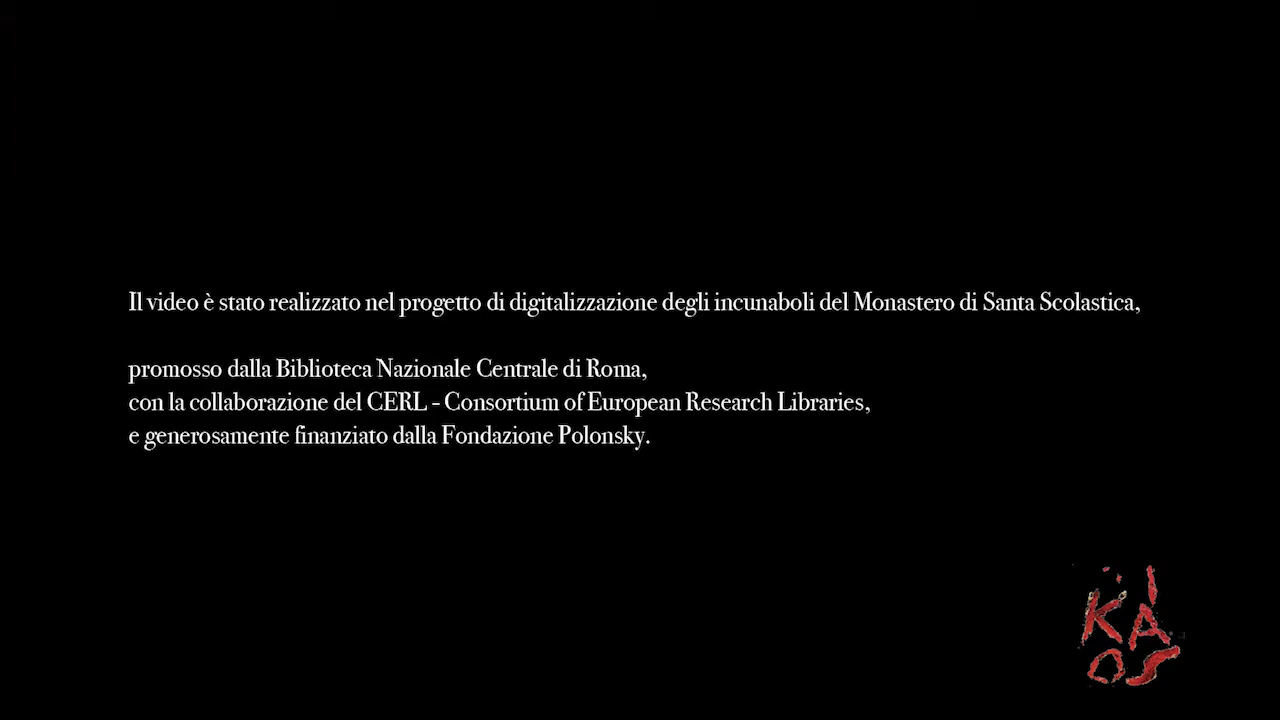 Il video è stato realizzato nel progetto di digitalizzazione degli incunaboli del Monastero di Santa Scolastica,
promosso dalla Biblioteca Nazionale Centrale di Roma,
con la collaborazione del CERL - Consortium of European Research Libraries,
e generosamente finanziato dalla Fondazione Polonsky.
KA
OS